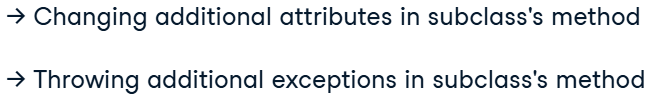 → Changing additional attributes in subclass's method
→ Throwing additional exceptions in subclass's method